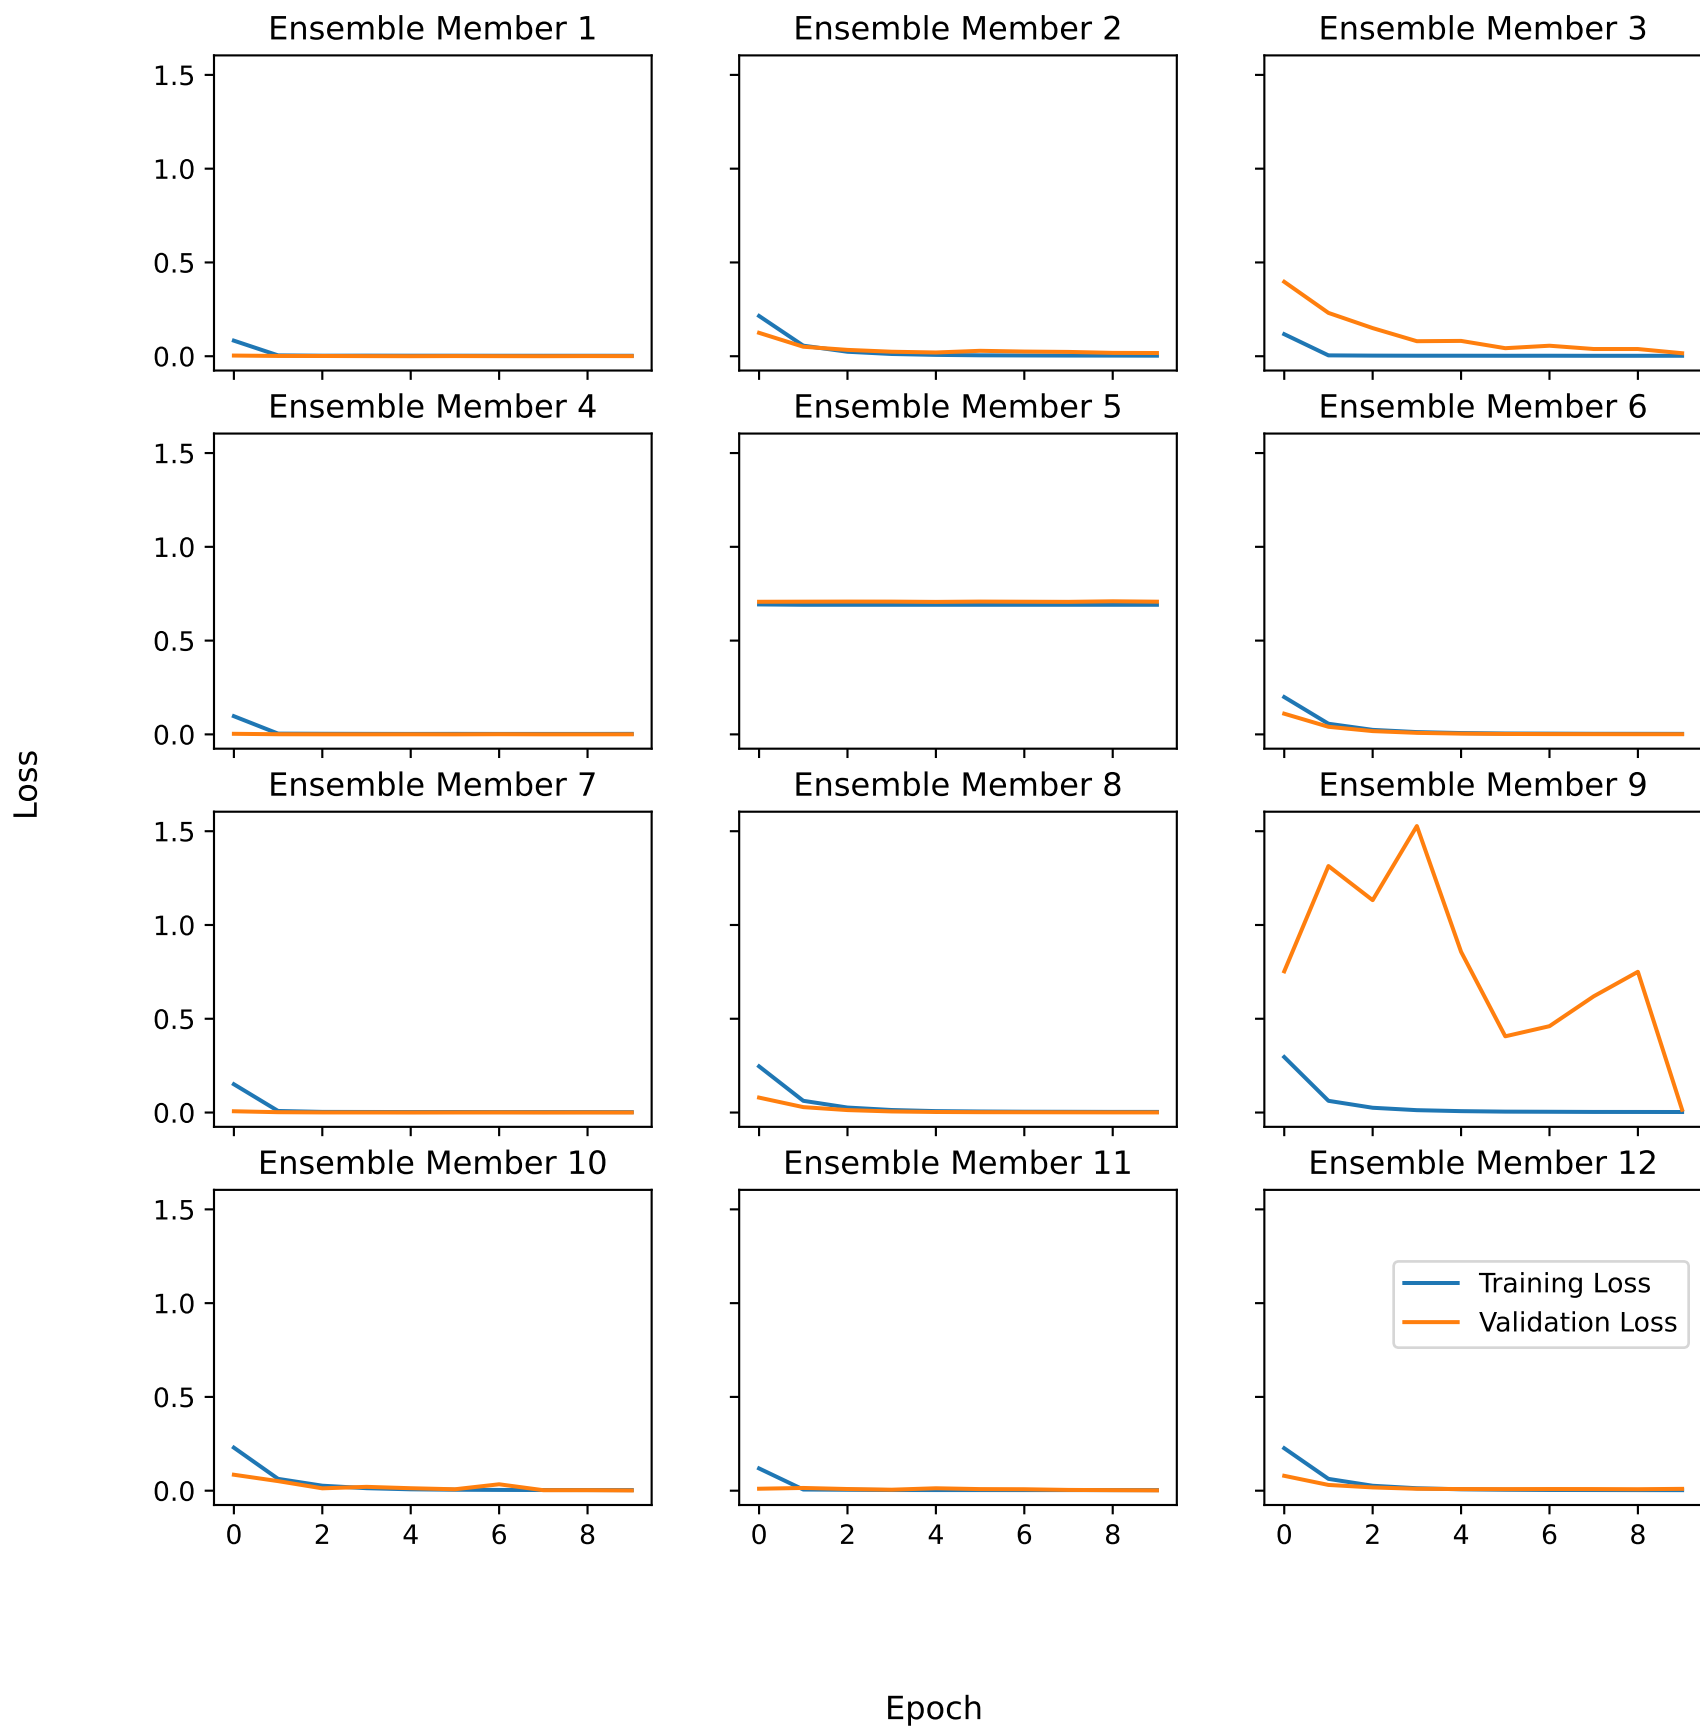 Ensemble Member 1
Ensemble Member 2
Ensemble Member 3
1.5
1.0
0.5
0.0
Ensemble Member 4
Ensemble Member 5
Ensemble Member 6
1.5
1.0
0.5
0.0
Loss
Ensemble Member 7
Ensemble Member 8
Ensemble Member 9
1.5
1.0
0.5
0.0
Ensemble Member 10
Ensemble Member 11
Ensemble Member 12
1.5
1.0
0.5
0.0
Training Loss
Validation Loss
0 2 4 6 8
0 2 4 6 8
0 2 4 6 8
Epoch